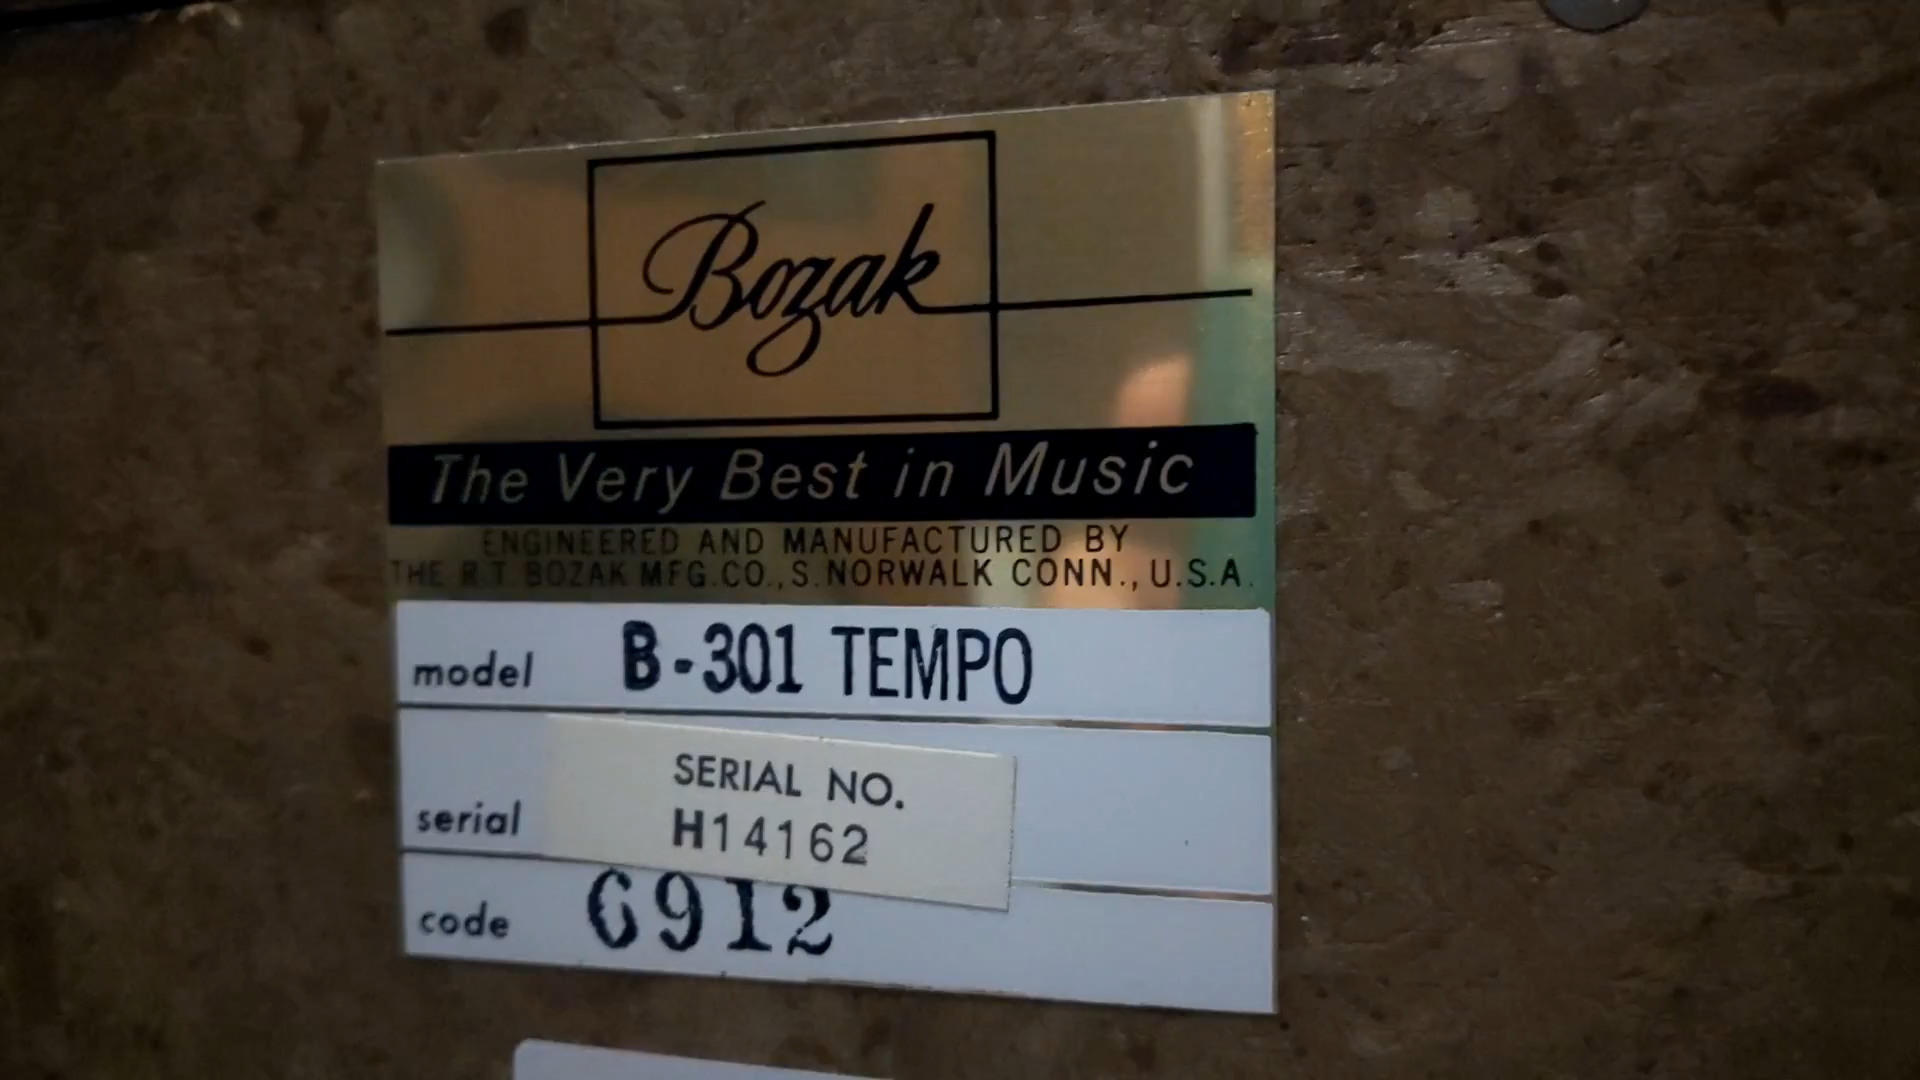 Bozak
The Very Best in Music
ENGINEERED AND MANUFACTURED BY
THE R.T. BOZAK MFG.CO., S.NORWALK CONN., U.S.A.
model B-301 TEMPO
SERIAL NO.
serial H14162
code 6912